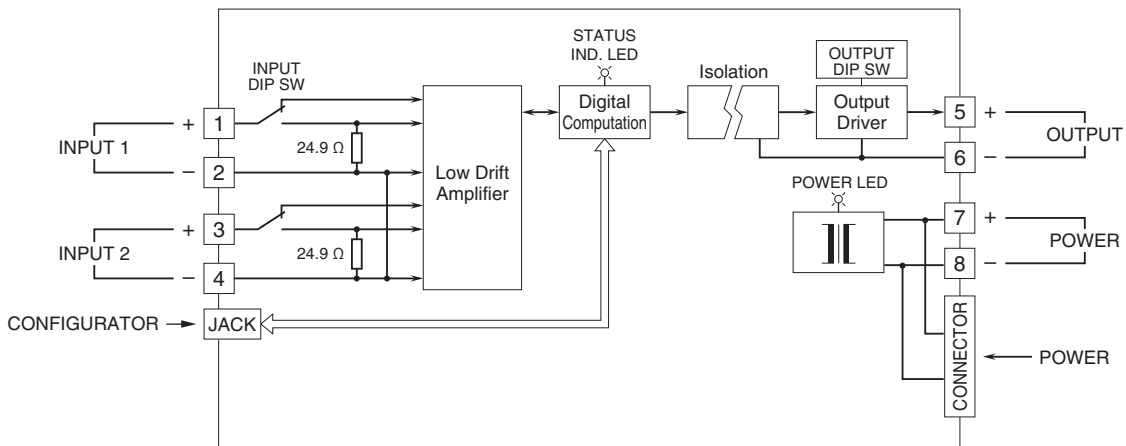 STATUS
IND. LED
OUTPUT
DIP SW
INPUT
DIP SW
Isolation
INPUT 1
+ 1
− 2
24.9 Ω
Low Drift
Amplifier
Digital
Computation
Output
Driver
5 +
6 −
OUTPUT
INPUT 2
+ 3
− 4
24.9 Ω
POWER LED
7 +
8 −
POWER
CONFIGURATOR
JACK
CONNECTOR
POWER